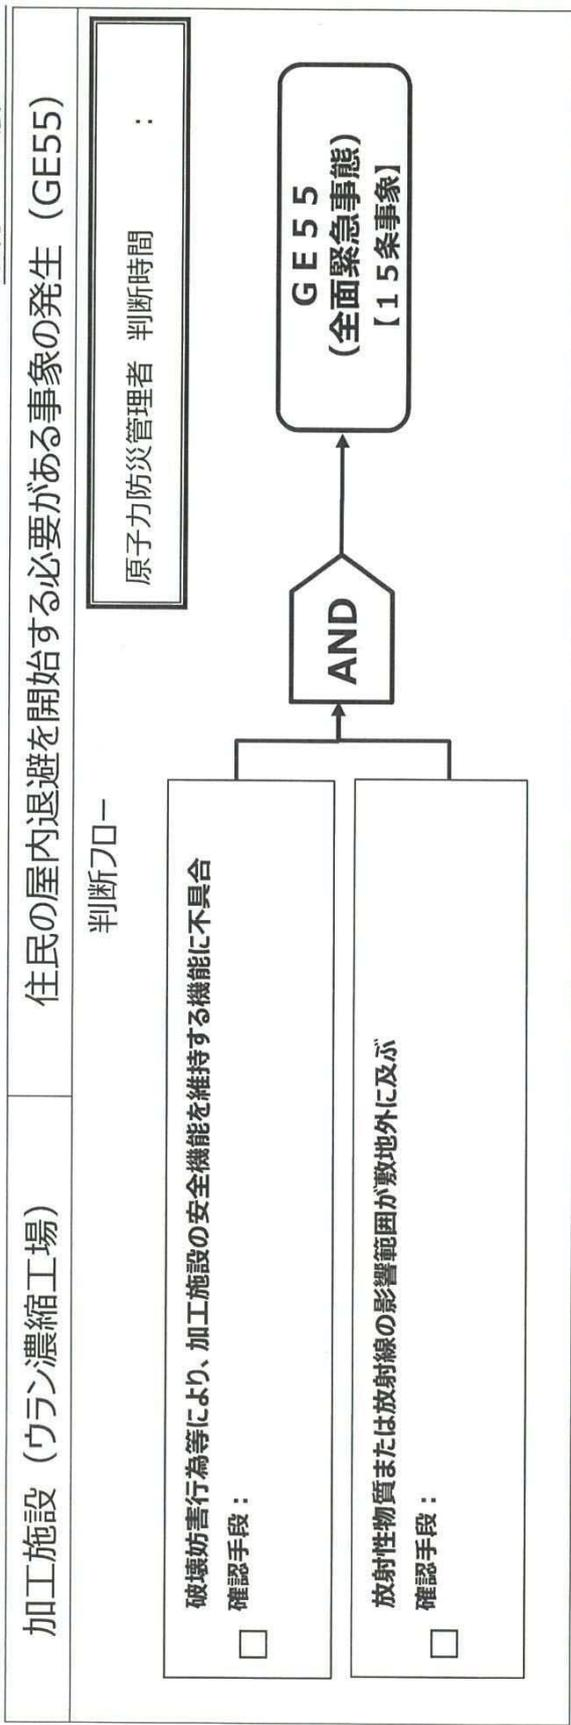 加工施設（ウラン濃縮工場）
住民の屋内退避を開始する必要がある事象の発生（GE55）
判断フロー
原子力防災管理者 判断時間 ：
破壊妨害行為等により、加工施設の安全機能を維持する機能に不具合
□ 確認手段：
放射性物質または放射線の影響範囲が敷地外に及ぶ
□ 確認手段：
AND
ＧＥ５５
(全面緊急事態)
【１５条事象】